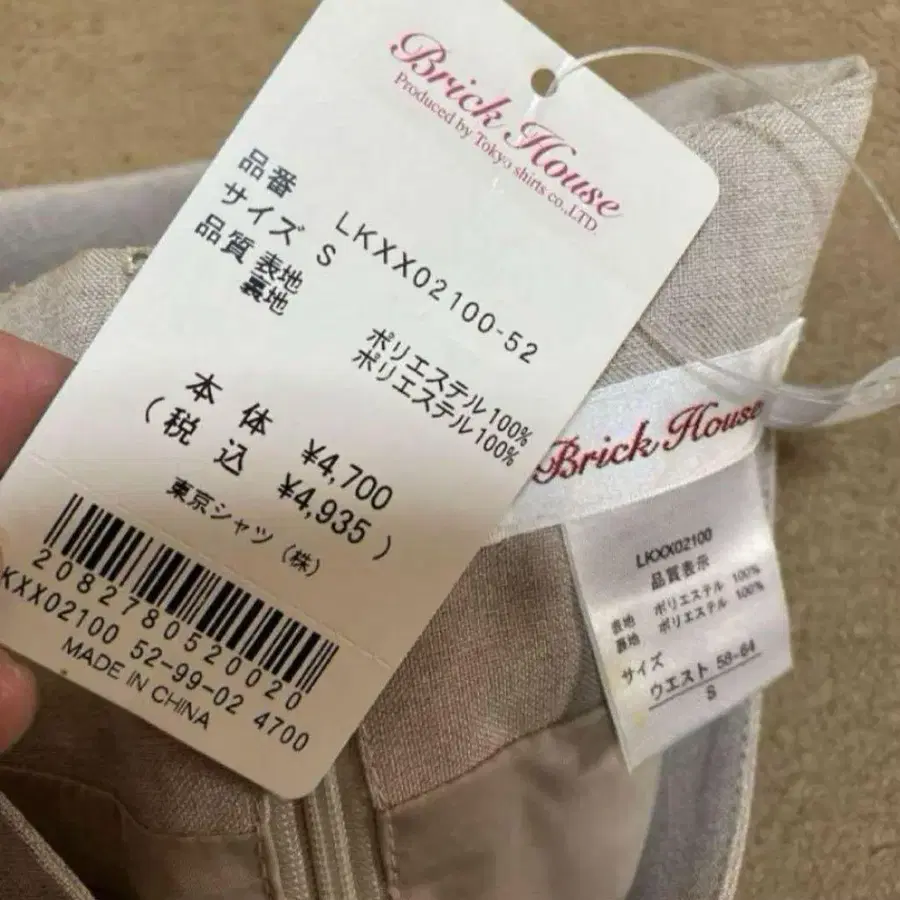 Brick House
Produced by Tokyo shirts co.,LTD.
品番 LKXX02100-52
サイズ S
品質 表地 ポリエステル100%
裏地 ポリエステル100%
本体 ¥4,700
(税込 ¥4,935)
東京シャツ(株)
2082780520020
KXX02100 52-99-02 4700
MADE IN CHINA
Brick House
LKXX02100
品質表示
表地 ポリエステル 100%
裏地 ポリエステル 100%
サイズ
ウエスト 58-64
S